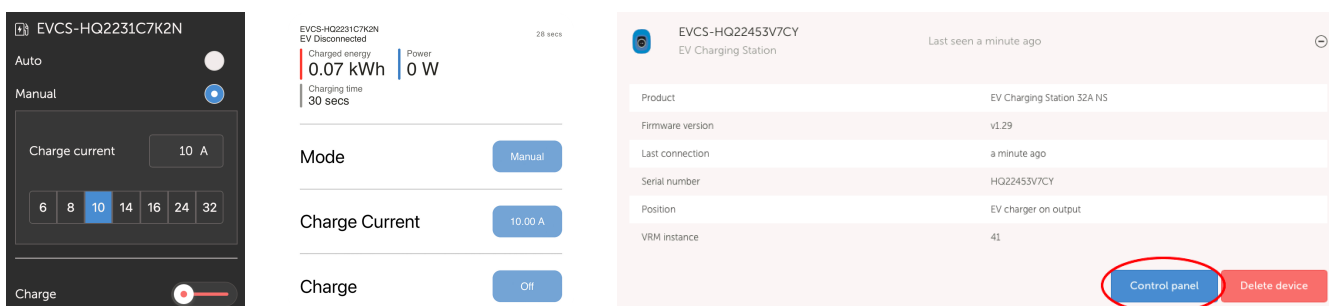 EVCS-HQ2231C7K2N
Auto
Manual
Charge current
10 A
6 8 10 14 16 24 32
Charge
EVCS-HQ2231C7K2N
EV Disconnected
28 secs
Charged energy
0.07 kWh
Power
0 W
Charging time
30 secs
Mode
Manual
Charge Current
10.00 A
Charge
Off
EVCS-HQ22453V7CY
EV Charging Station
Last seen a minute ago
Product EV Charging Station 32A NS
Firmware version v1.29
Last connection a minute ago
Serial number HQ22453V7CY
Position EV charger on output
VRM instance 41
Control panel
Delete device